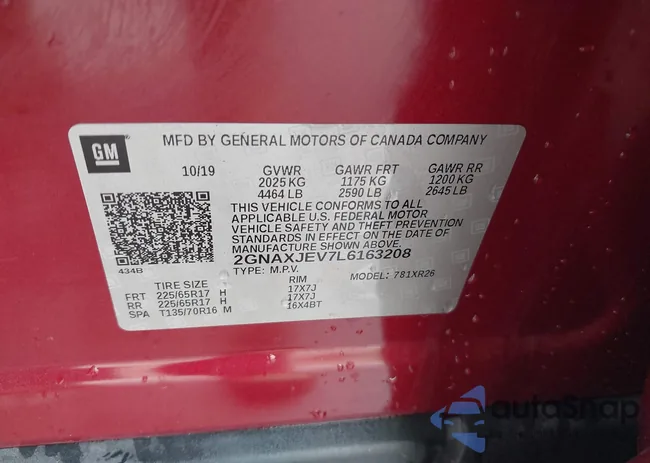 GM
MFD BY GENERAL MOTORS OF CANADA COMPANY
10/19 GVWR GAWR FRT GAWR RR
2025 KG 1175 KG 1200 KG
4464 LB 2590 LB 2645 LB
THIS VEHICLE CONFORMS TO ALL
APPLICABLE U.S. FEDERAL MOTOR
VEHICLE SAFETY AND THEFT PREVENTION
STANDARDS IN EFFECT ON THE DATE OF
MANUFACTURE SHOWN ABOVE.
2GNAXJEV7L6163208
434B TYPE: M.P.V. MODEL: 781XR26
TIRE SIZE RIM
FRT 225/65R17 H 17X7J
RR 225/65R17 H 17X7J
SPA T135/70R16 M 16X4BT
autoSnap